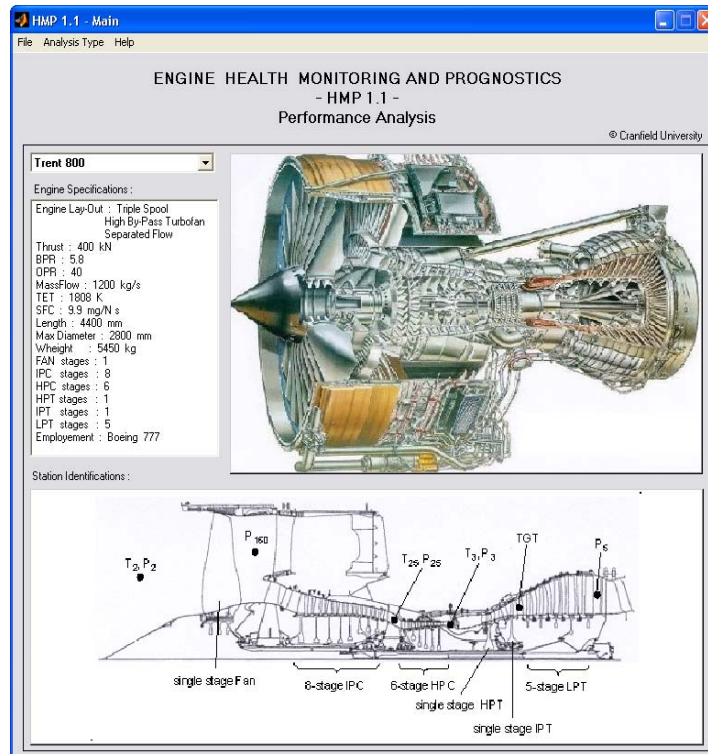 HMP 1.1 - Main
File Analysis Type Help
ENGINE HEALTH MONITORING AND PROGNOSTICS
- HMP 1.1 -
Performance Analysis
© Cranfield University
Trent 800
Engine Specifications :
Engine Lay-Out : Triple Spool
High By-Pass Turbofan
Separated Flow
Thrust : 400 kN
BPR : 5.8
OPR : 40
MassFlow : 1200 kg/s
TET : 1808 K
SFC : 9.9 mg/N s
Length : 4400 mm
Max Diameter : 2800 mm
Wheight : 5450 kg
FAN stages : 1
IPC stages : 8
HPC stages : 6
HPT stages : 1
IPT stages : 1
LPT stages : 5
Employement : Boeing 777
Station Identifications :
T2, P2
P160
T25, P25
T3, P3
TGT
P6
single stage Fan
8-stage IPC
6-stage HPC
single stage HPT
single stage IPT
5-stage LPT